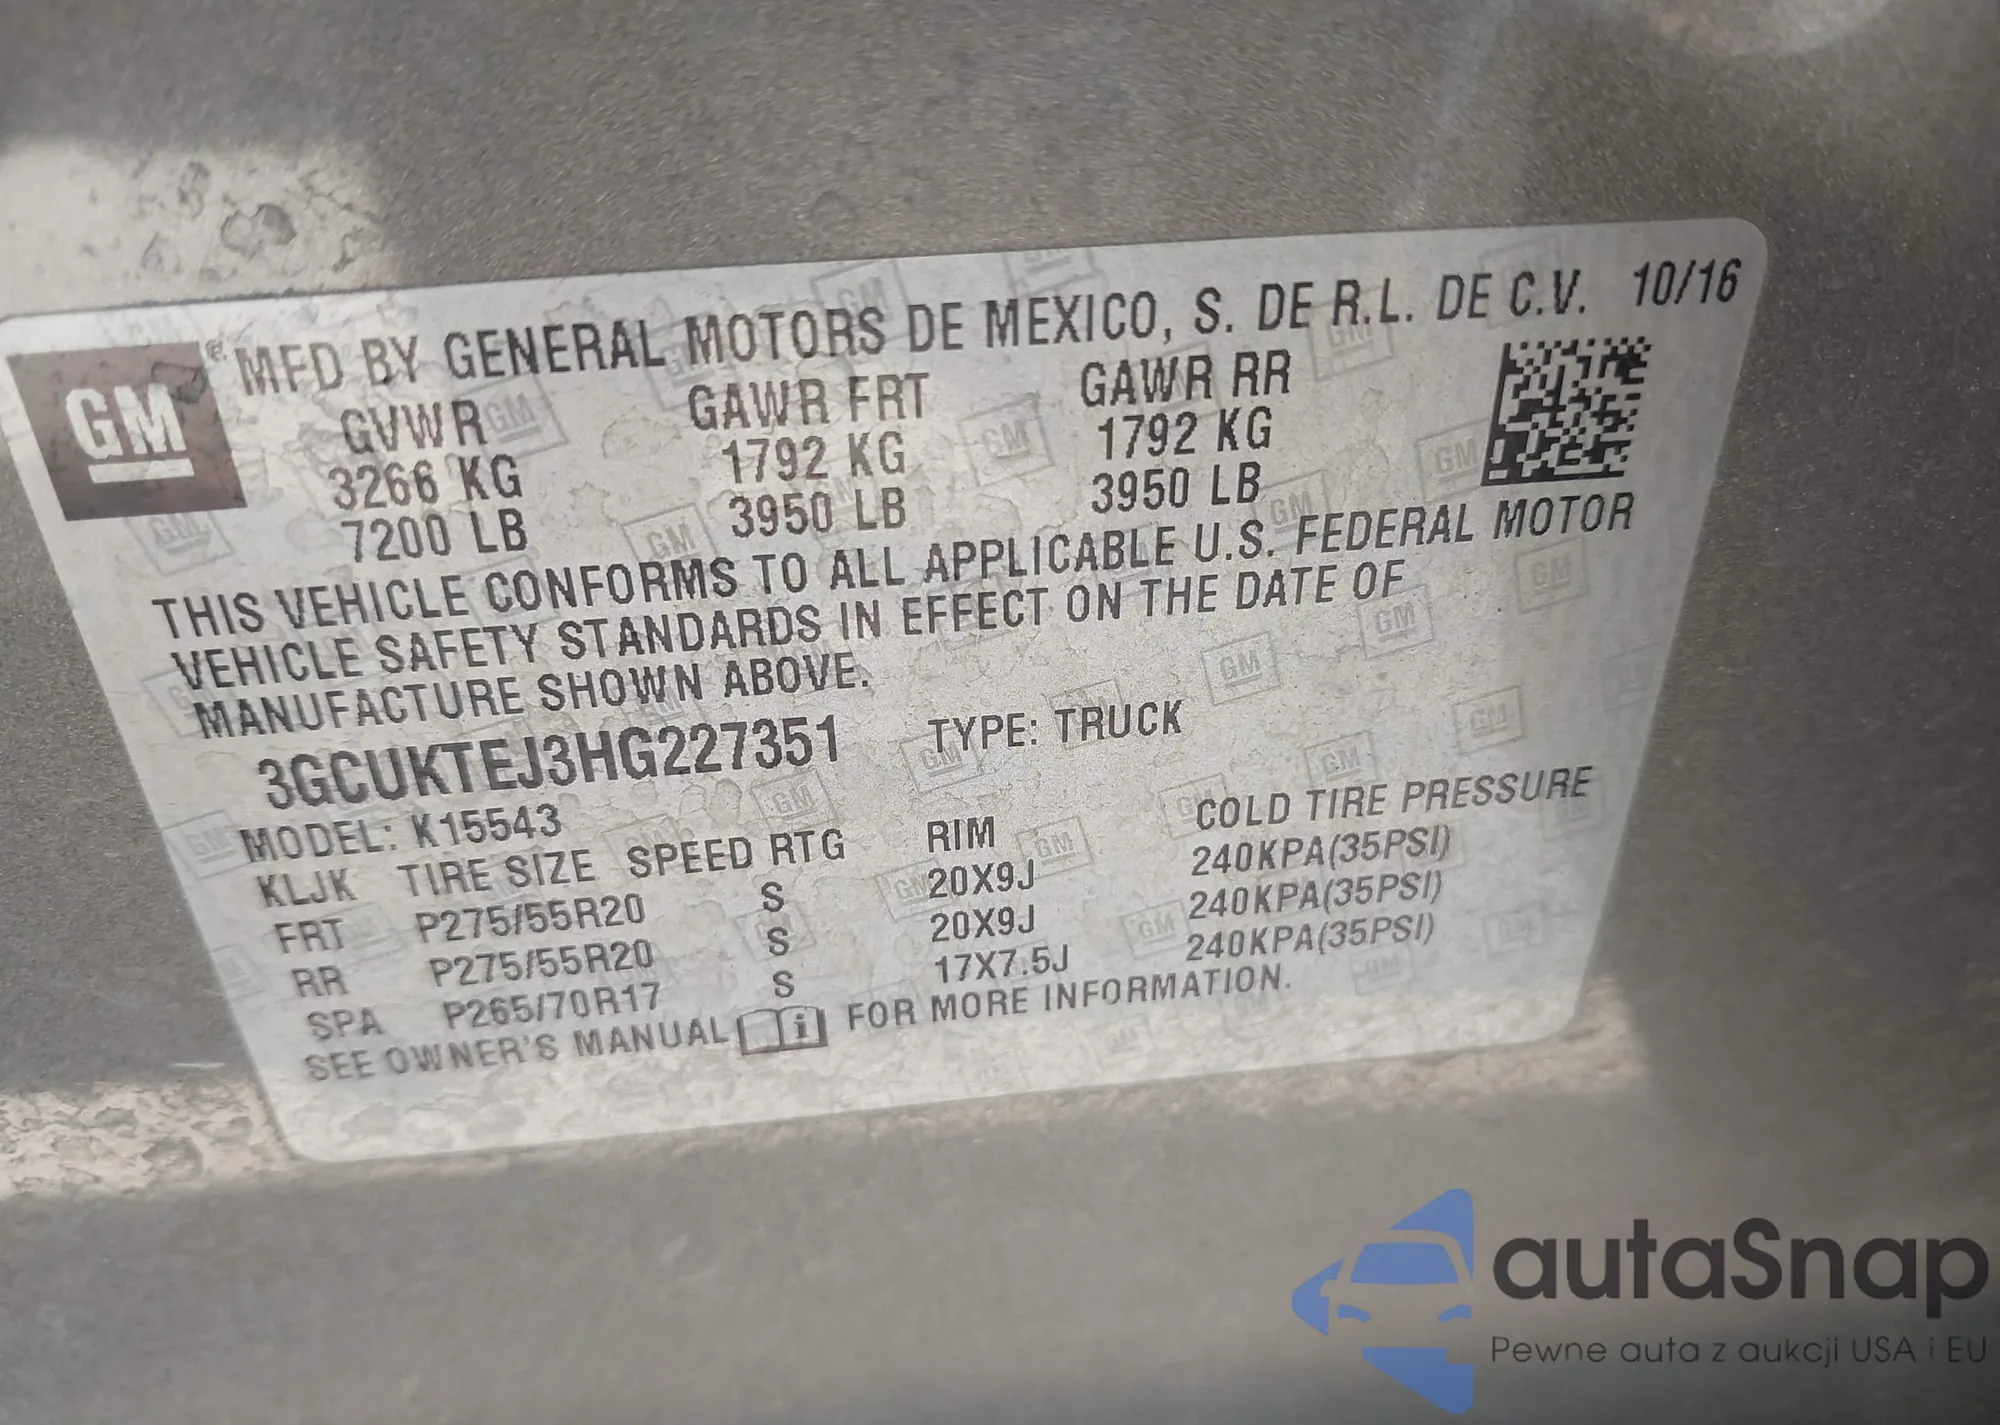 GM
® MFD BY GENERAL MOTORS DE MEXICO, S. DE R.L. DE C.V. 10/16
GVWR GAWR FRT GAWR RR
3266 KG 1792 KG 1792 KG
7200 LB 3950 LB 3950 LB
THIS VEHICLE CONFORMS TO ALL APPLICABLE U.S. FEDERAL MOTOR
VEHICLE SAFETY STANDARDS IN EFFECT ON THE DATE OF
MANUFACTURE SHOWN ABOVE.
3GCUKTEJ3HG227351 TYPE: TRUCK
MODEL: K15543
KLJK TIRE SIZE SPEED RTG RIM COLD TIRE PRESSURE
FRT P275/55R20 S 20X9J 240KPA(35PSI)
RR P275/55R20 S 20X9J 240KPA(35PSI)
SPA P265/70R17 S 17X7.5J 240KPA(35PSI)
SEE OWNER'S MANUAL i FOR MORE INFORMATION.
autaSnap
Pewne auta z aukcji USA i EU